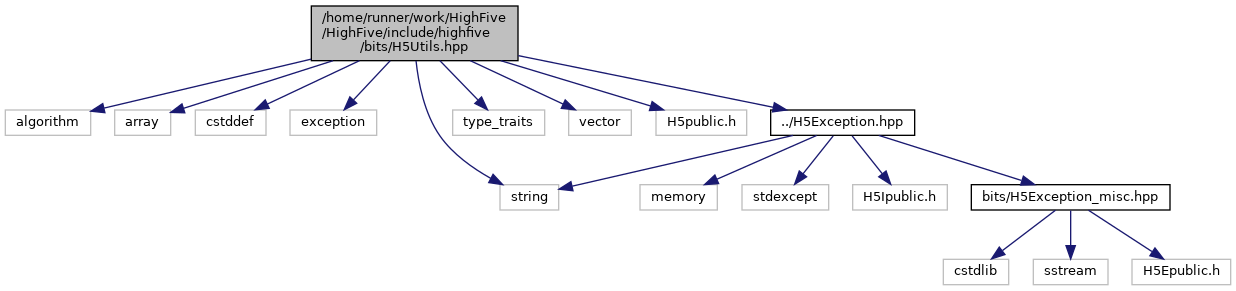 /home/runner/work/HighFive
/HighFive/include/highfive
/bits/H5Utils.hpp
algorithm
array
cstddef
exception
type_traits
vector
H5public.h
../H5Exception.hpp
string
memory
stdexcept
H5Ipublic.h
bits/H5Exception_misc.hpp
cstdlib
sstream
H5Epublic.h